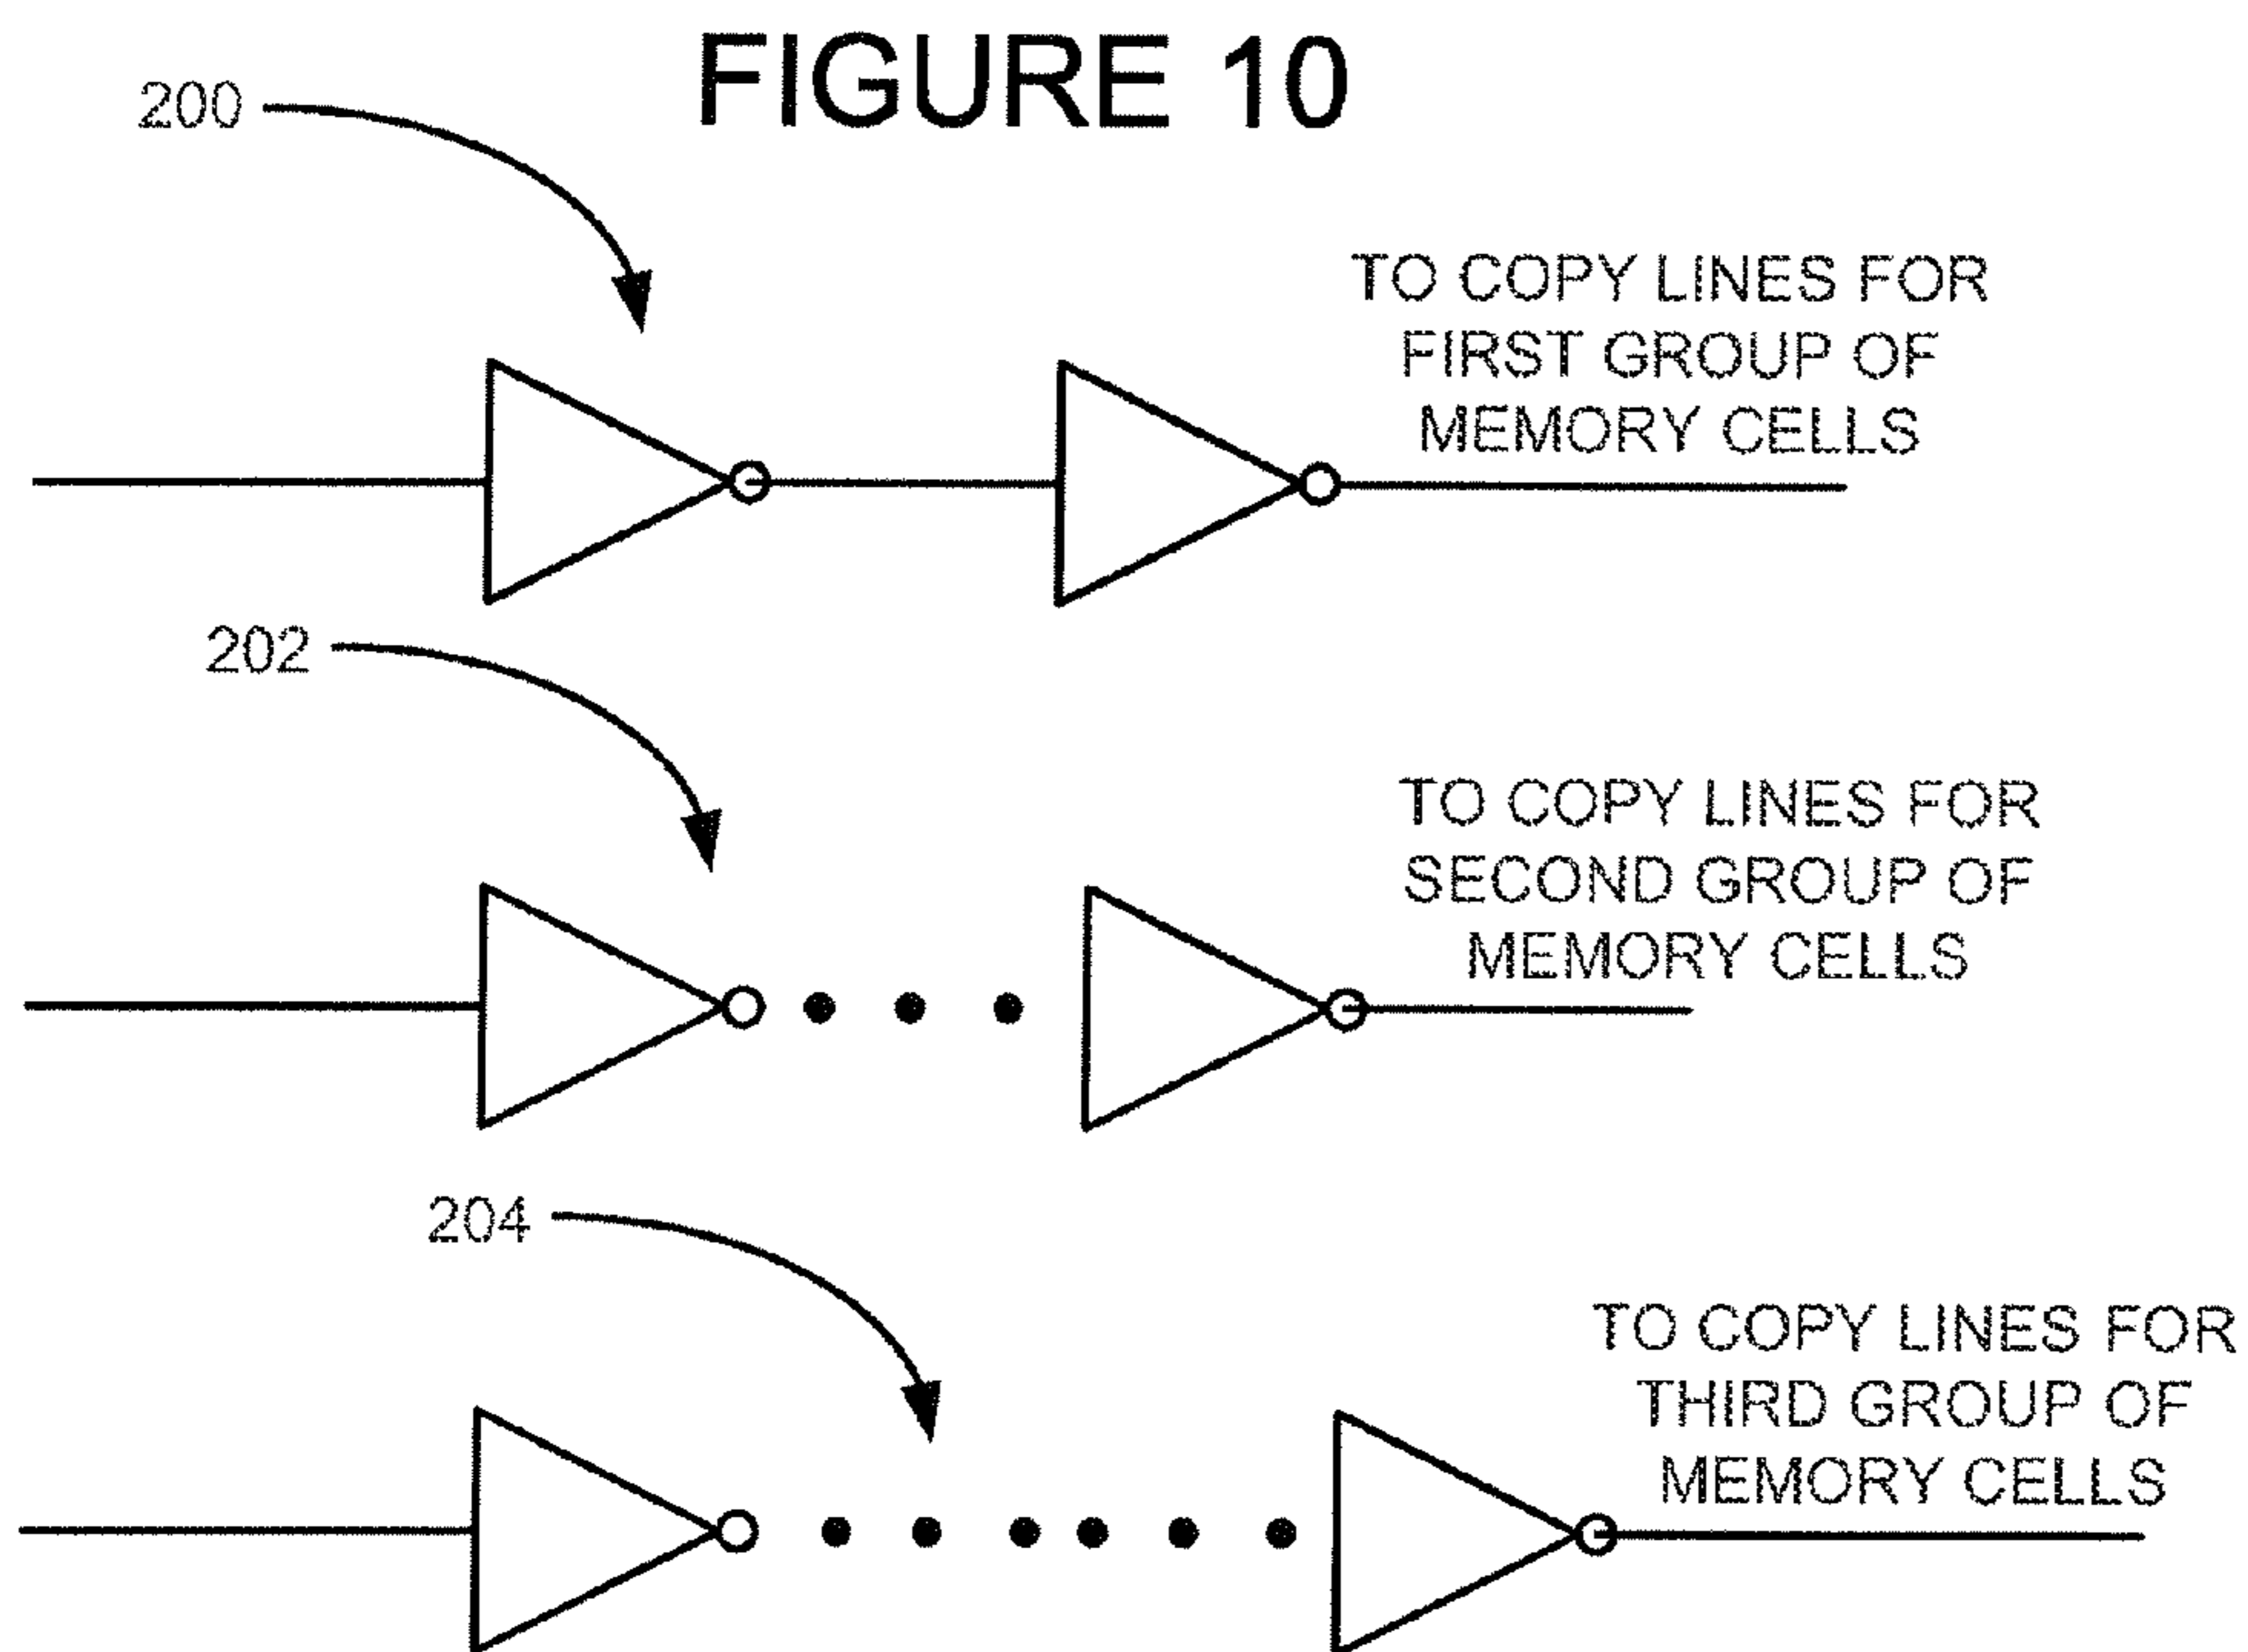 FIGURE 10
200
TO COPY LINES FOR
FIRST GROUP OF
MEMORY CELLS
202
TO COPY LINES FOR
SECOND GROUP OF
MEMORY CELLS
204
TO COPY LINES FOR
THIRD GROUP OF
MEMORY CELLS